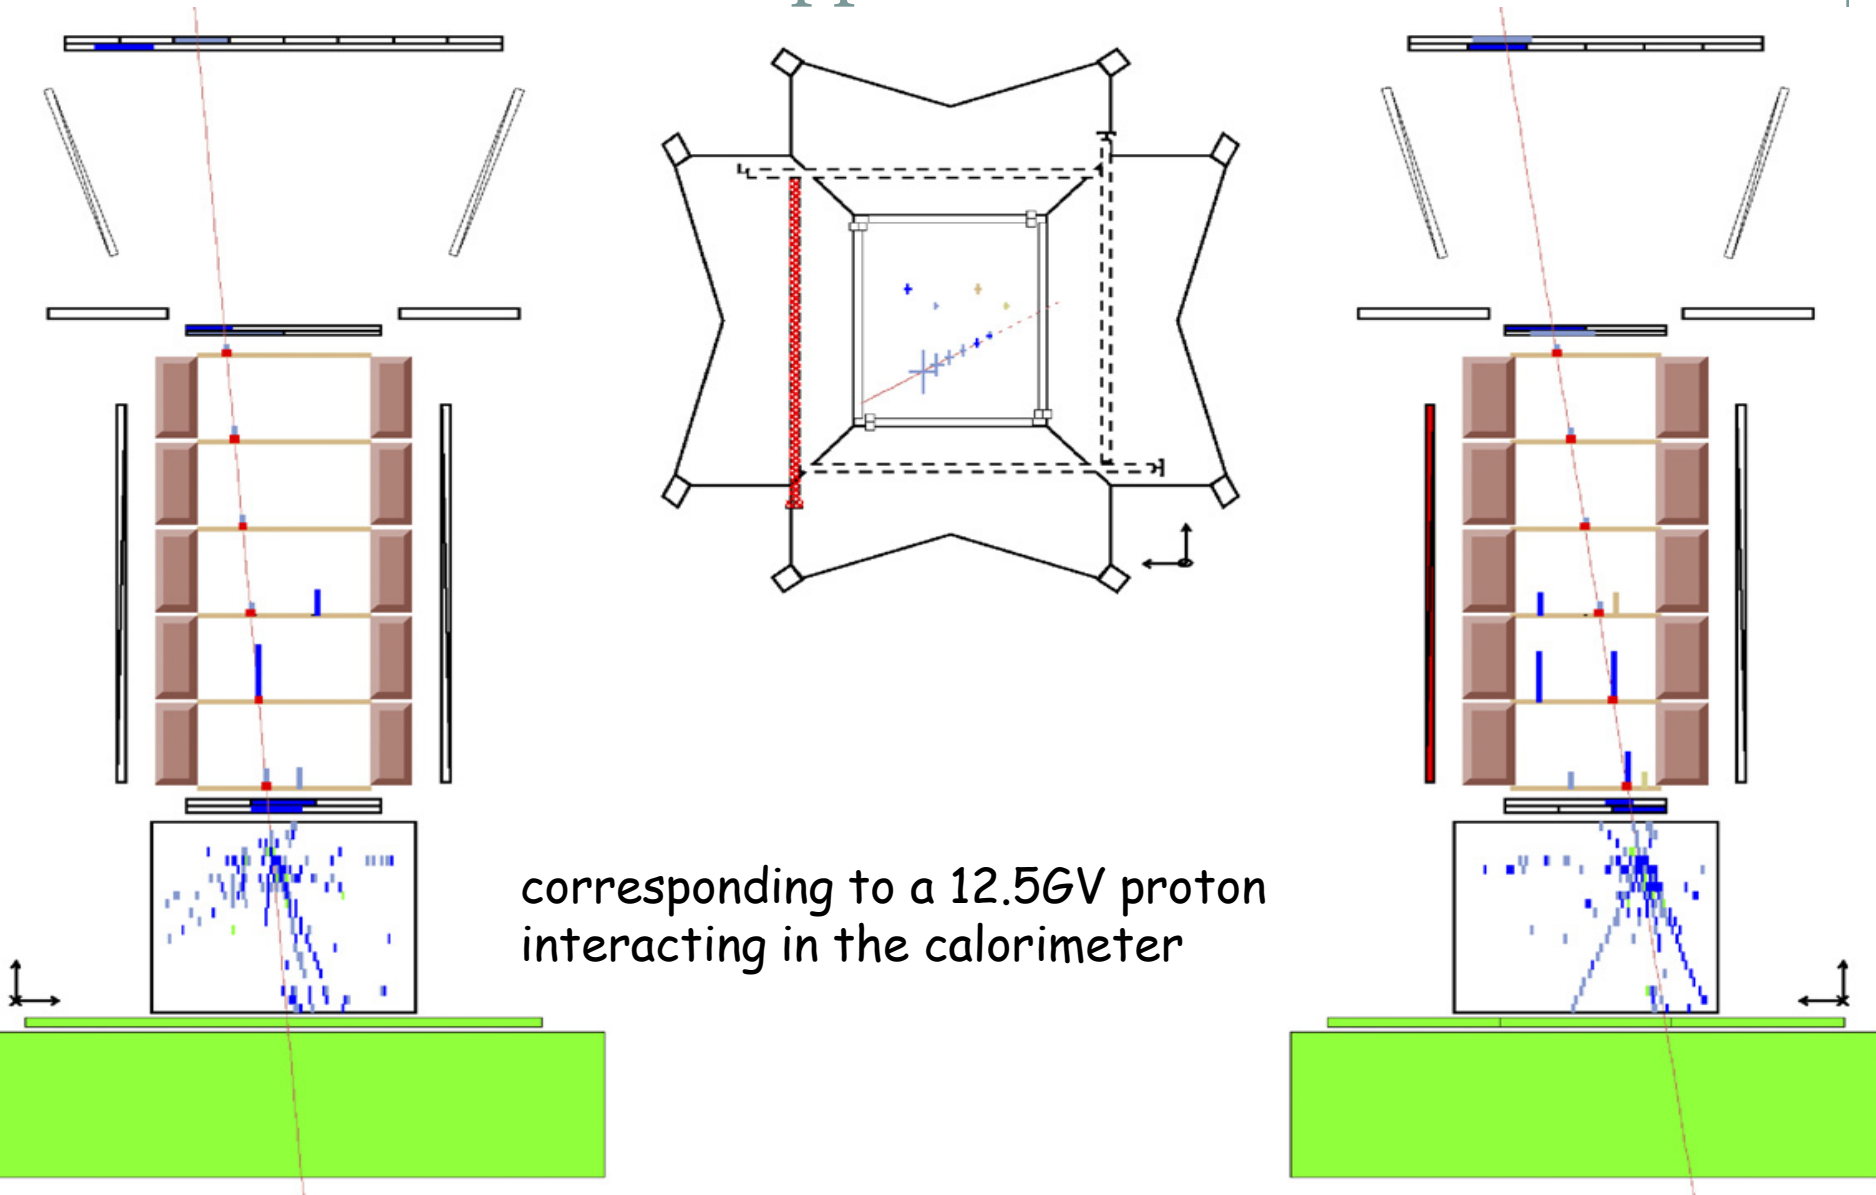 corresponding to a 12.5GV proton
interacting in the calorimeter